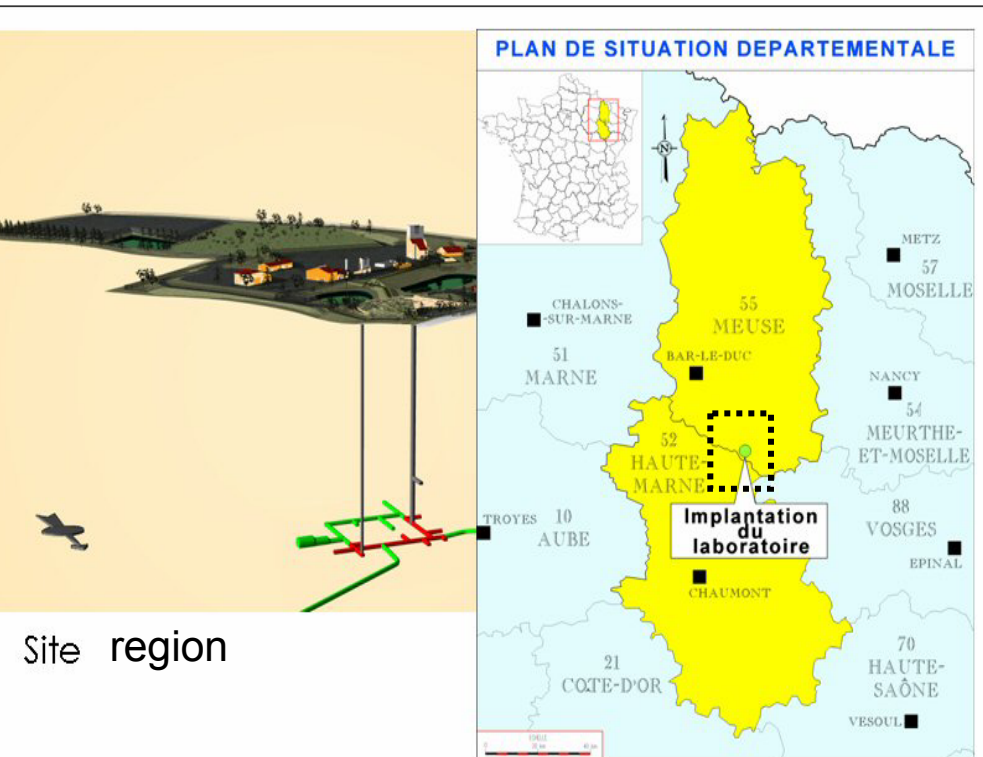 PLAN DE SITUATION DEPARTEMENTALE
N
METZ
57
MOSELLE
CHALONS-
-SUR-MARNE
55
MEUSE
51
MARNE
BAR-LE-DUC
NANCY
54
MEURTHE-
ET-MOSELLE
52
HAUTE-
MARNE
Implantation
du
laboratoire
TROYES
10
AUBE
88
VOSGES
EPINAL
CHAUMONT
Site region
21
COTE-D'OR
70
HAUTE-
SAÔNE
VESOUL
0